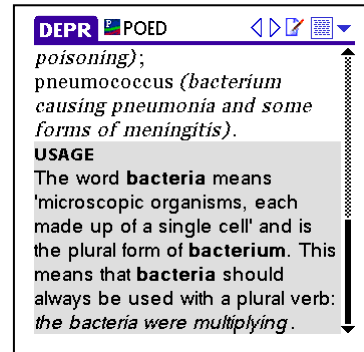 DEPR POED
poisoning);
pneumococcus (bacterium
causing pneumonia and some
forms of meningitis).
USAGE
The word bacteria means
'microscopic organisms, each
made up of a single cell' and is
the plural form of bacterium. This
means that bacteria should
always be used with a plural verb:
the bacteria were multiplying.